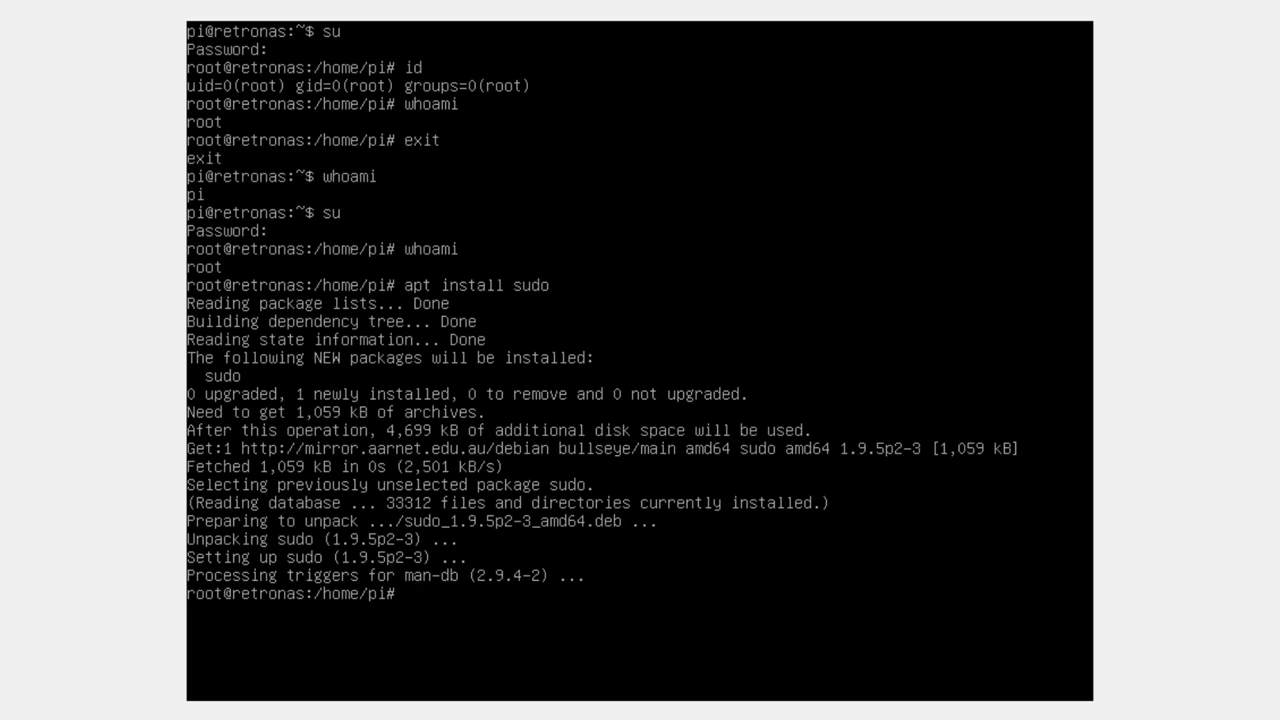 pi@retronas:~$ su
Password:
root@retronas:/home/pi# id
uid=0(root) gid=0(root) groups=0(root)
root@retronas:/home/pi# whoami
root
root@retronas:/home/pi# exit
exit
pi@retronas:~$ whoami
pi
pi@retronas:~$ su
Password:
root@retronas:/home/pi# whoami
root
root@retronas:/home/pi# apt install sudo
Reading package lists... Done
Building dependency tree... Done
Reading state information... Done
The following NEW packages will be installed:
  sudo
0 upgraded, 1 newly installed, 0 to remove and 0 not upgraded.
Need to get 1,059 kB of archives.
After this operation, 4,699 kB of additional disk space will be used.
Get:1 http://mirror.aarnet.edu.au/debian bullseye/main amd64 sudo amd64 1.9.5p2-3 [1,059 kB]
Fetched 1,059 kB in 0s (2,501 kB/s)
Selecting previously unselected package sudo.
(Reading database ... 33312 files and directories currently installed.)
Preparing to unpack .../sudo_1.9.5p2-3_amd64.deb ...
Unpacking sudo (1.9.5p2-3) ...
Setting up sudo (1.9.5p2-3) ...
Processing triggers for man-db (2.9.4-2) ...
root@retronas:/home/pi#